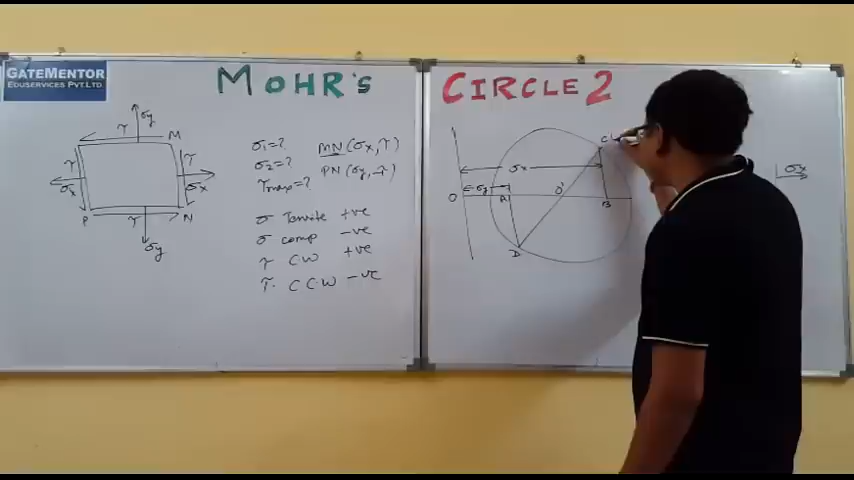 GATEMENTOR
EDUSERVICES PVT.LTD.
MOHR'S
CIRCLE 2
σy
τ
M
τ
τ
σx
σx
P
τ
N
σy
σ1=?
σ2=?
τmax=?
MN (σx, τ)
PN (σy, -τ)
σ Tensile +ve
σ comp -ve
τ CW +ve
τ. C C.W -ve
C
σx
σy
O
A
O'
B
D
σx